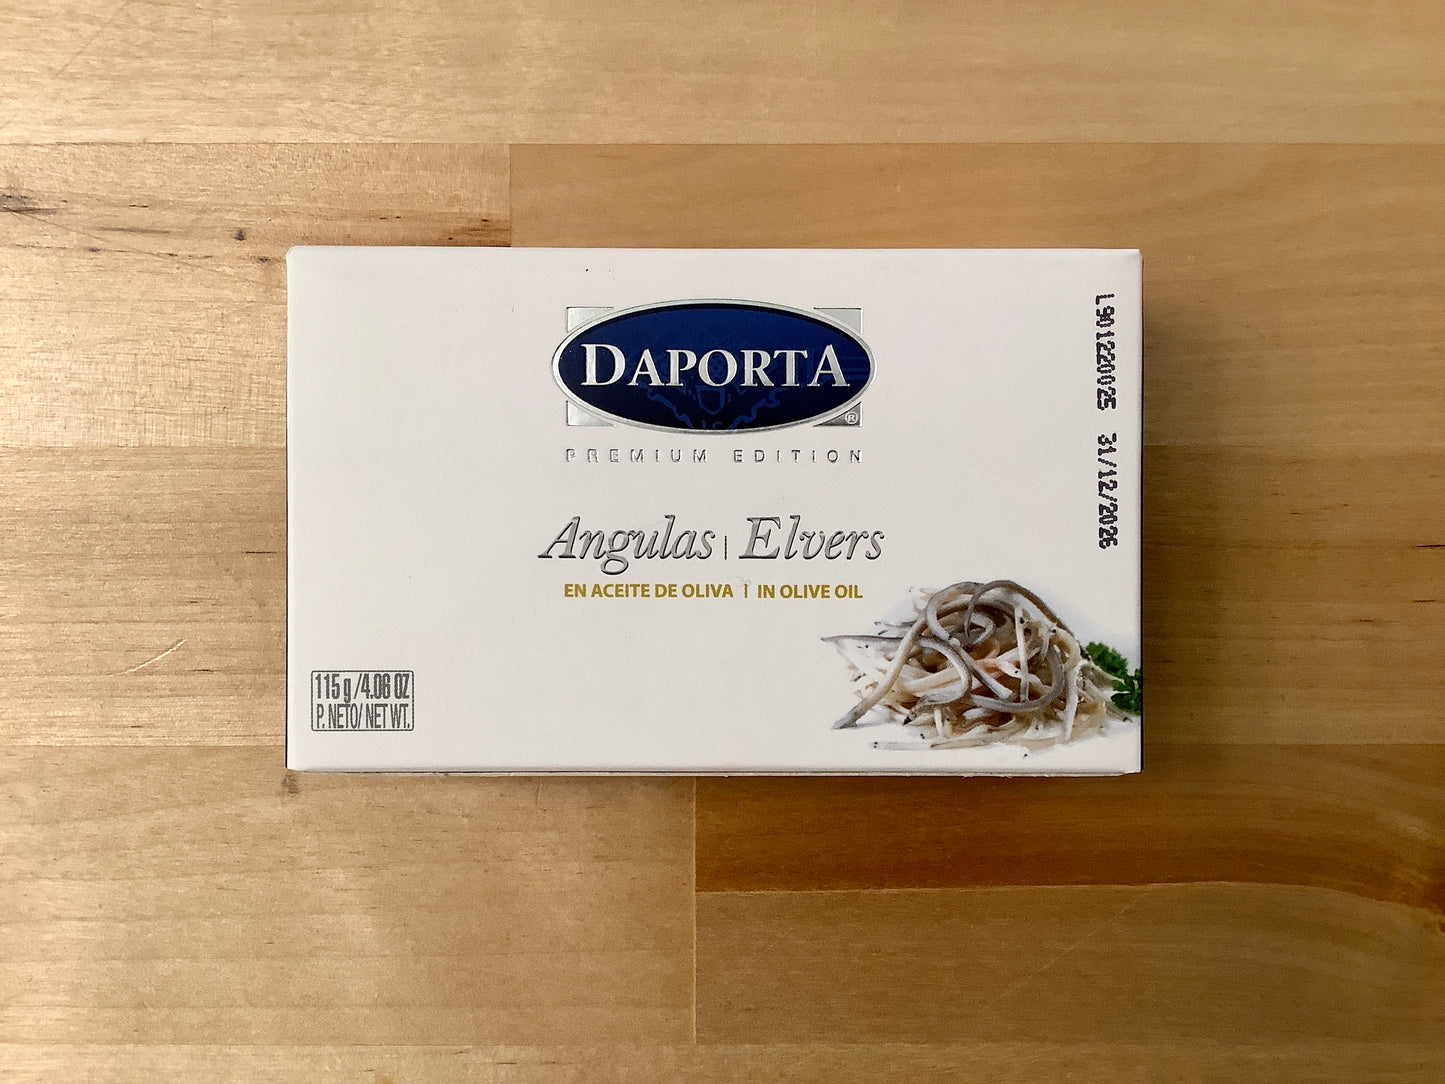 DAPORTA
®
PREMIUM EDITION
Angulas | Elvers
EN ACEITE DE OLIVA | IN OLIVE OIL
115 g/4.06 OZ
P. NETO/ NET WT.
L90122002S 31/12/2026